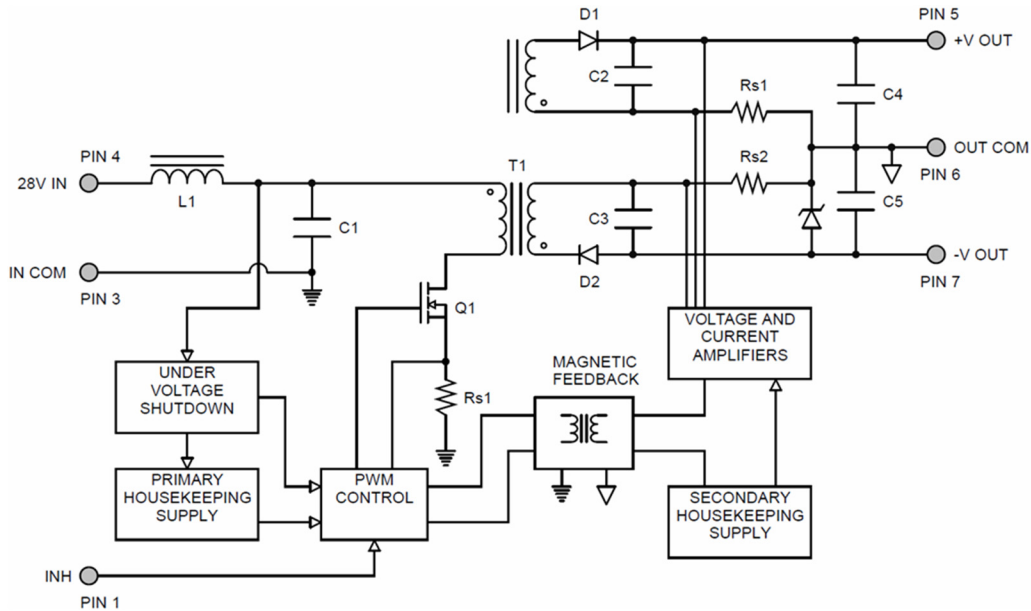 D1
PIN 5
+V OUT
C2
Rs1
C4
PIN 4
28V IN
L1
T1
Rs2
OUT COM
PIN 6
C1
C3
C5
IN COM
PIN 3
D2
-V OUT
PIN 7
Q1
VOLTAGE AND
CURRENT
AMPLIFIERS
UNDER
VOLTAGE
SHUTDOWN
MAGNETIC
FEEDBACK
Rs1
PRIMARY
HOUSEKEEPING
SUPPLY
PWM
CONTROL
SECONDARY
HOUSEKEEPING
SUPPLY
INH
PIN 1